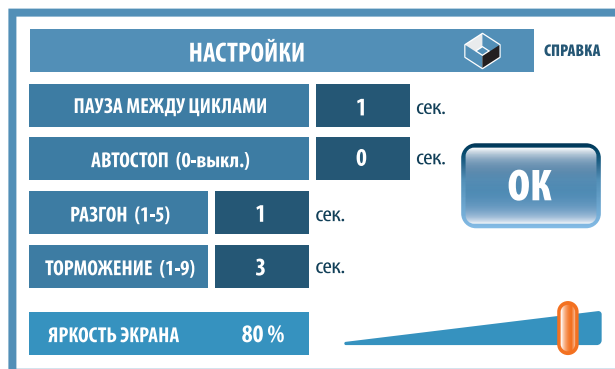 НАСТРОЙКИ
СПРАВКА
ПАУЗА МЕЖДУ ЦИКЛАМИ 1 сек.
АВТОСТОП (0-выкл.) 0 сек.
ОК
РАЗГОН (1-5) 1 сек.
ТОРМОЖЕНИЕ (1-9) 3 сек.
ЯРКОСТЬ ЭКРАНА 80 %